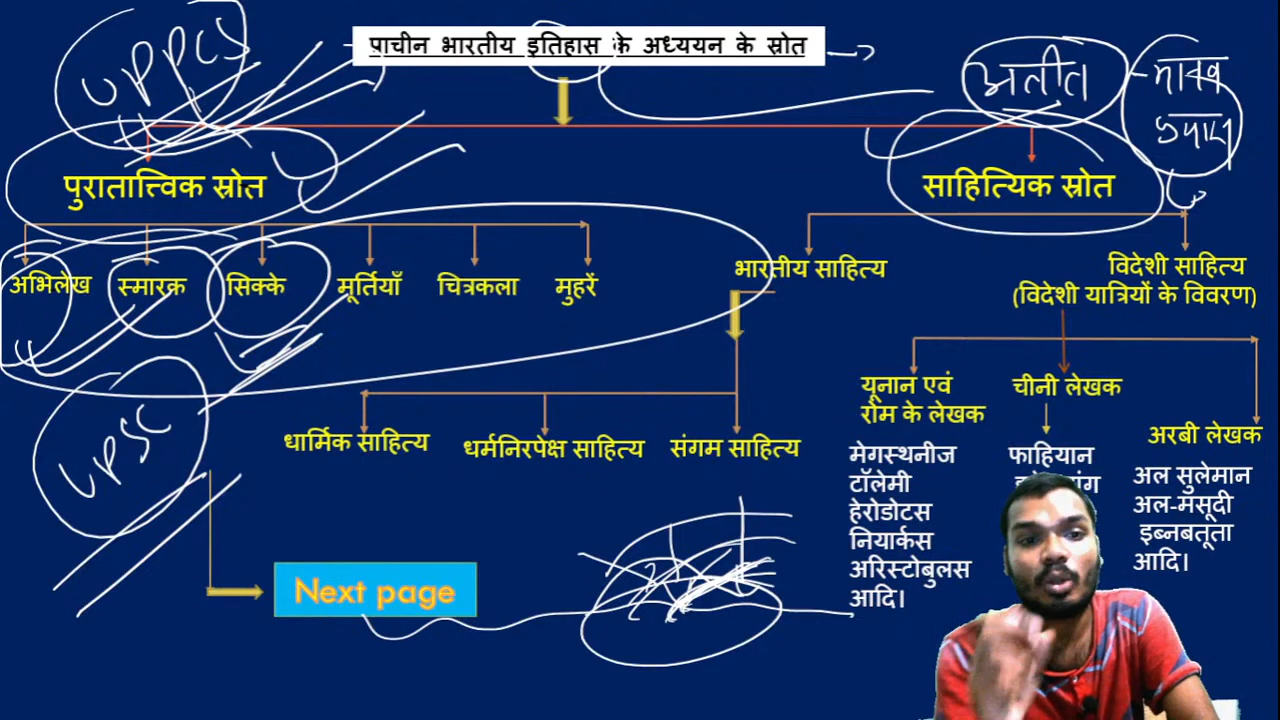 प्राचीन भारतीय इतिहास के अध्ययन के स्रोत
UPPCS
अतीत
मानव
पुरातात्त्विक स्रोत
साहित्यिक स्रोत
अभिलेख
स्मारक
सिक्के
मूर्तियाँ
चित्रकला
मुहरें
भारतीय साहित्य
विदेशी साहित्य
(विदेशी यात्रियों के विवरण)
UPSC
धार्मिक साहित्य
धर्मनिरपेक्ष साहित्य
संगम साहित्य
यूनान एवं
रोम के लेखक
मेगस्थनीज
टॉलेमी
हेरोडोटस
नियार्कस
अरिस्टोबुलस
आदि।
चीनी लेखक
फाहियान
अरबी लेखक
अल सुलेमान
अल-मसूदी
इब्नबतूता
आदि।
Next page